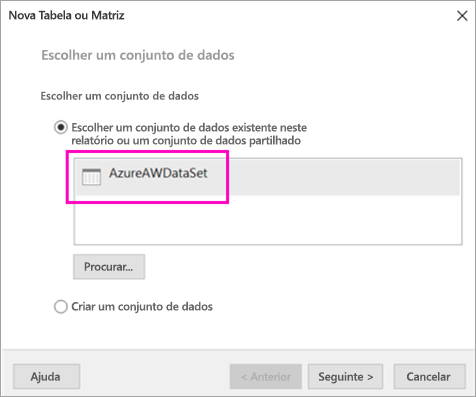 Nova Tabela ou Matriz
Escolher um conjunto de dados
Escolher um conjunto de dados
Escolher um conjunto de dados existente neste
relatório ou um conjunto de dados partilhado
AzureAWDataSet
Procurar...
Criar um conjunto de dados
Ajuda
< Anterior
Seguinte >
Cancelar